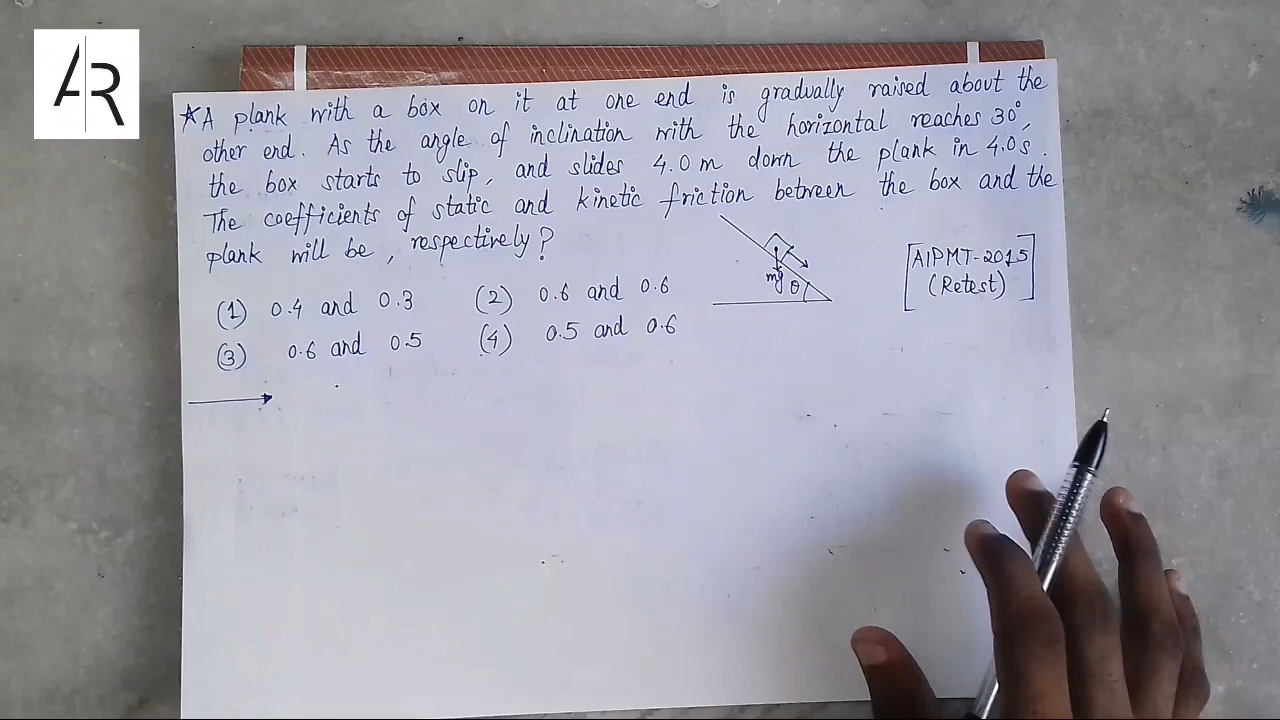 AR
★A plank with a box on it at one end is gradually raised about the
other end. As the angle of inclination with the horizontal reaches 30°,
the box starts to slip, and slides 4.0 m down the plank in 4.0s.
The coefficients of static and kinetic friction between the box and the
plank will be, respectively?
mg θ
[AIPMT-2015
(Retest)]
(1) 0.4 and 0.3 (2) 0.6 and 0.6
(3) 0.6 and 0.5 (4) 0.5 and 0.6